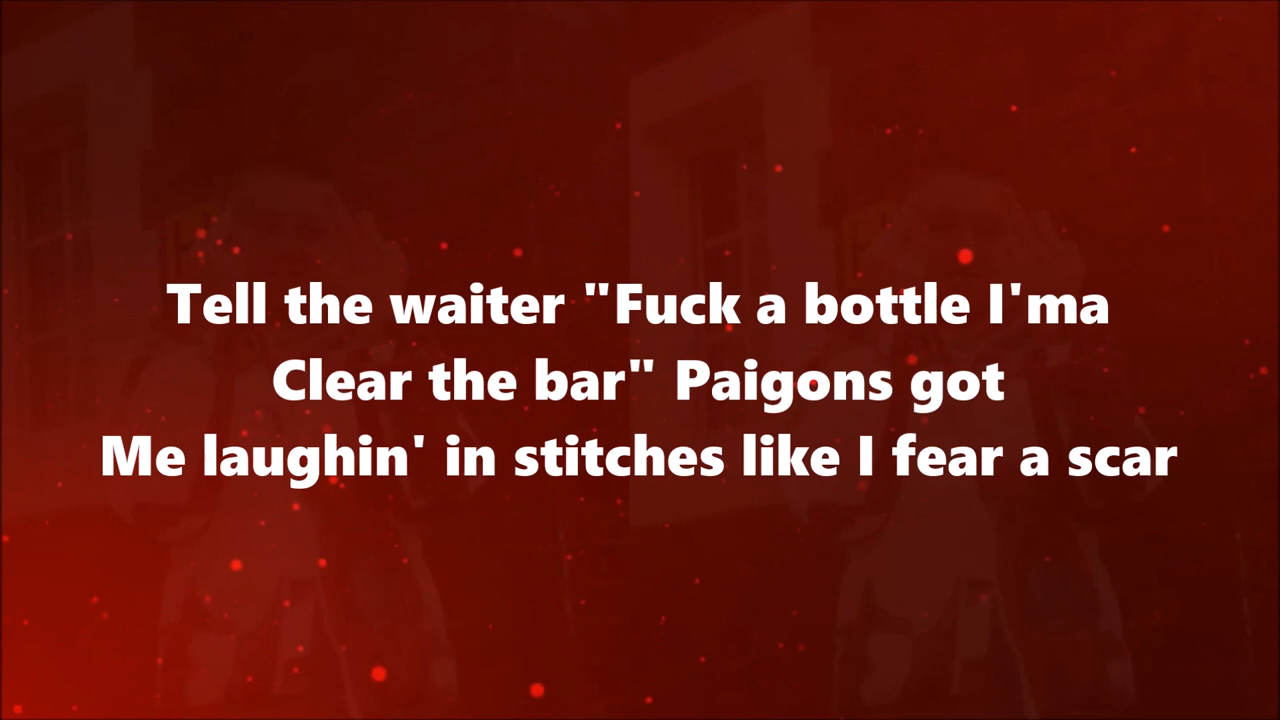 Tell the waiter "Fuck a bottle I'ma
Clear the bar" Paigons got
Me laughin' in stitches like I fear a scar